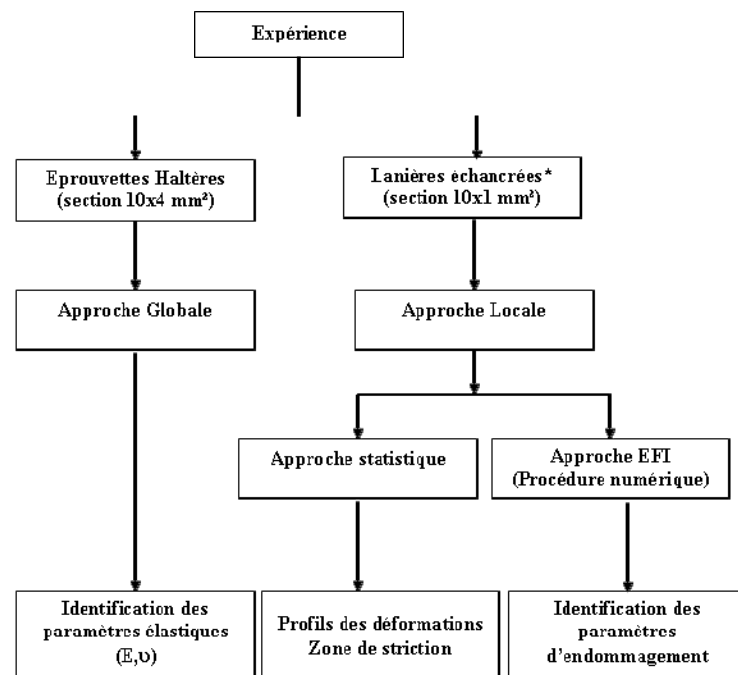 Expérience
Eprouvettes Haltères
(section 10x4 mm²)
Lanières échancrées*
(section 10x1 mm²)
Approche Globale
Approche Locale
Approche statistique
Approche EFI
(Procédure numérique)
Identification des
paramètres élastiques
(E,υ)
Profils des déformations
Zone de striction
Identification des
paramètres
d'endommagement